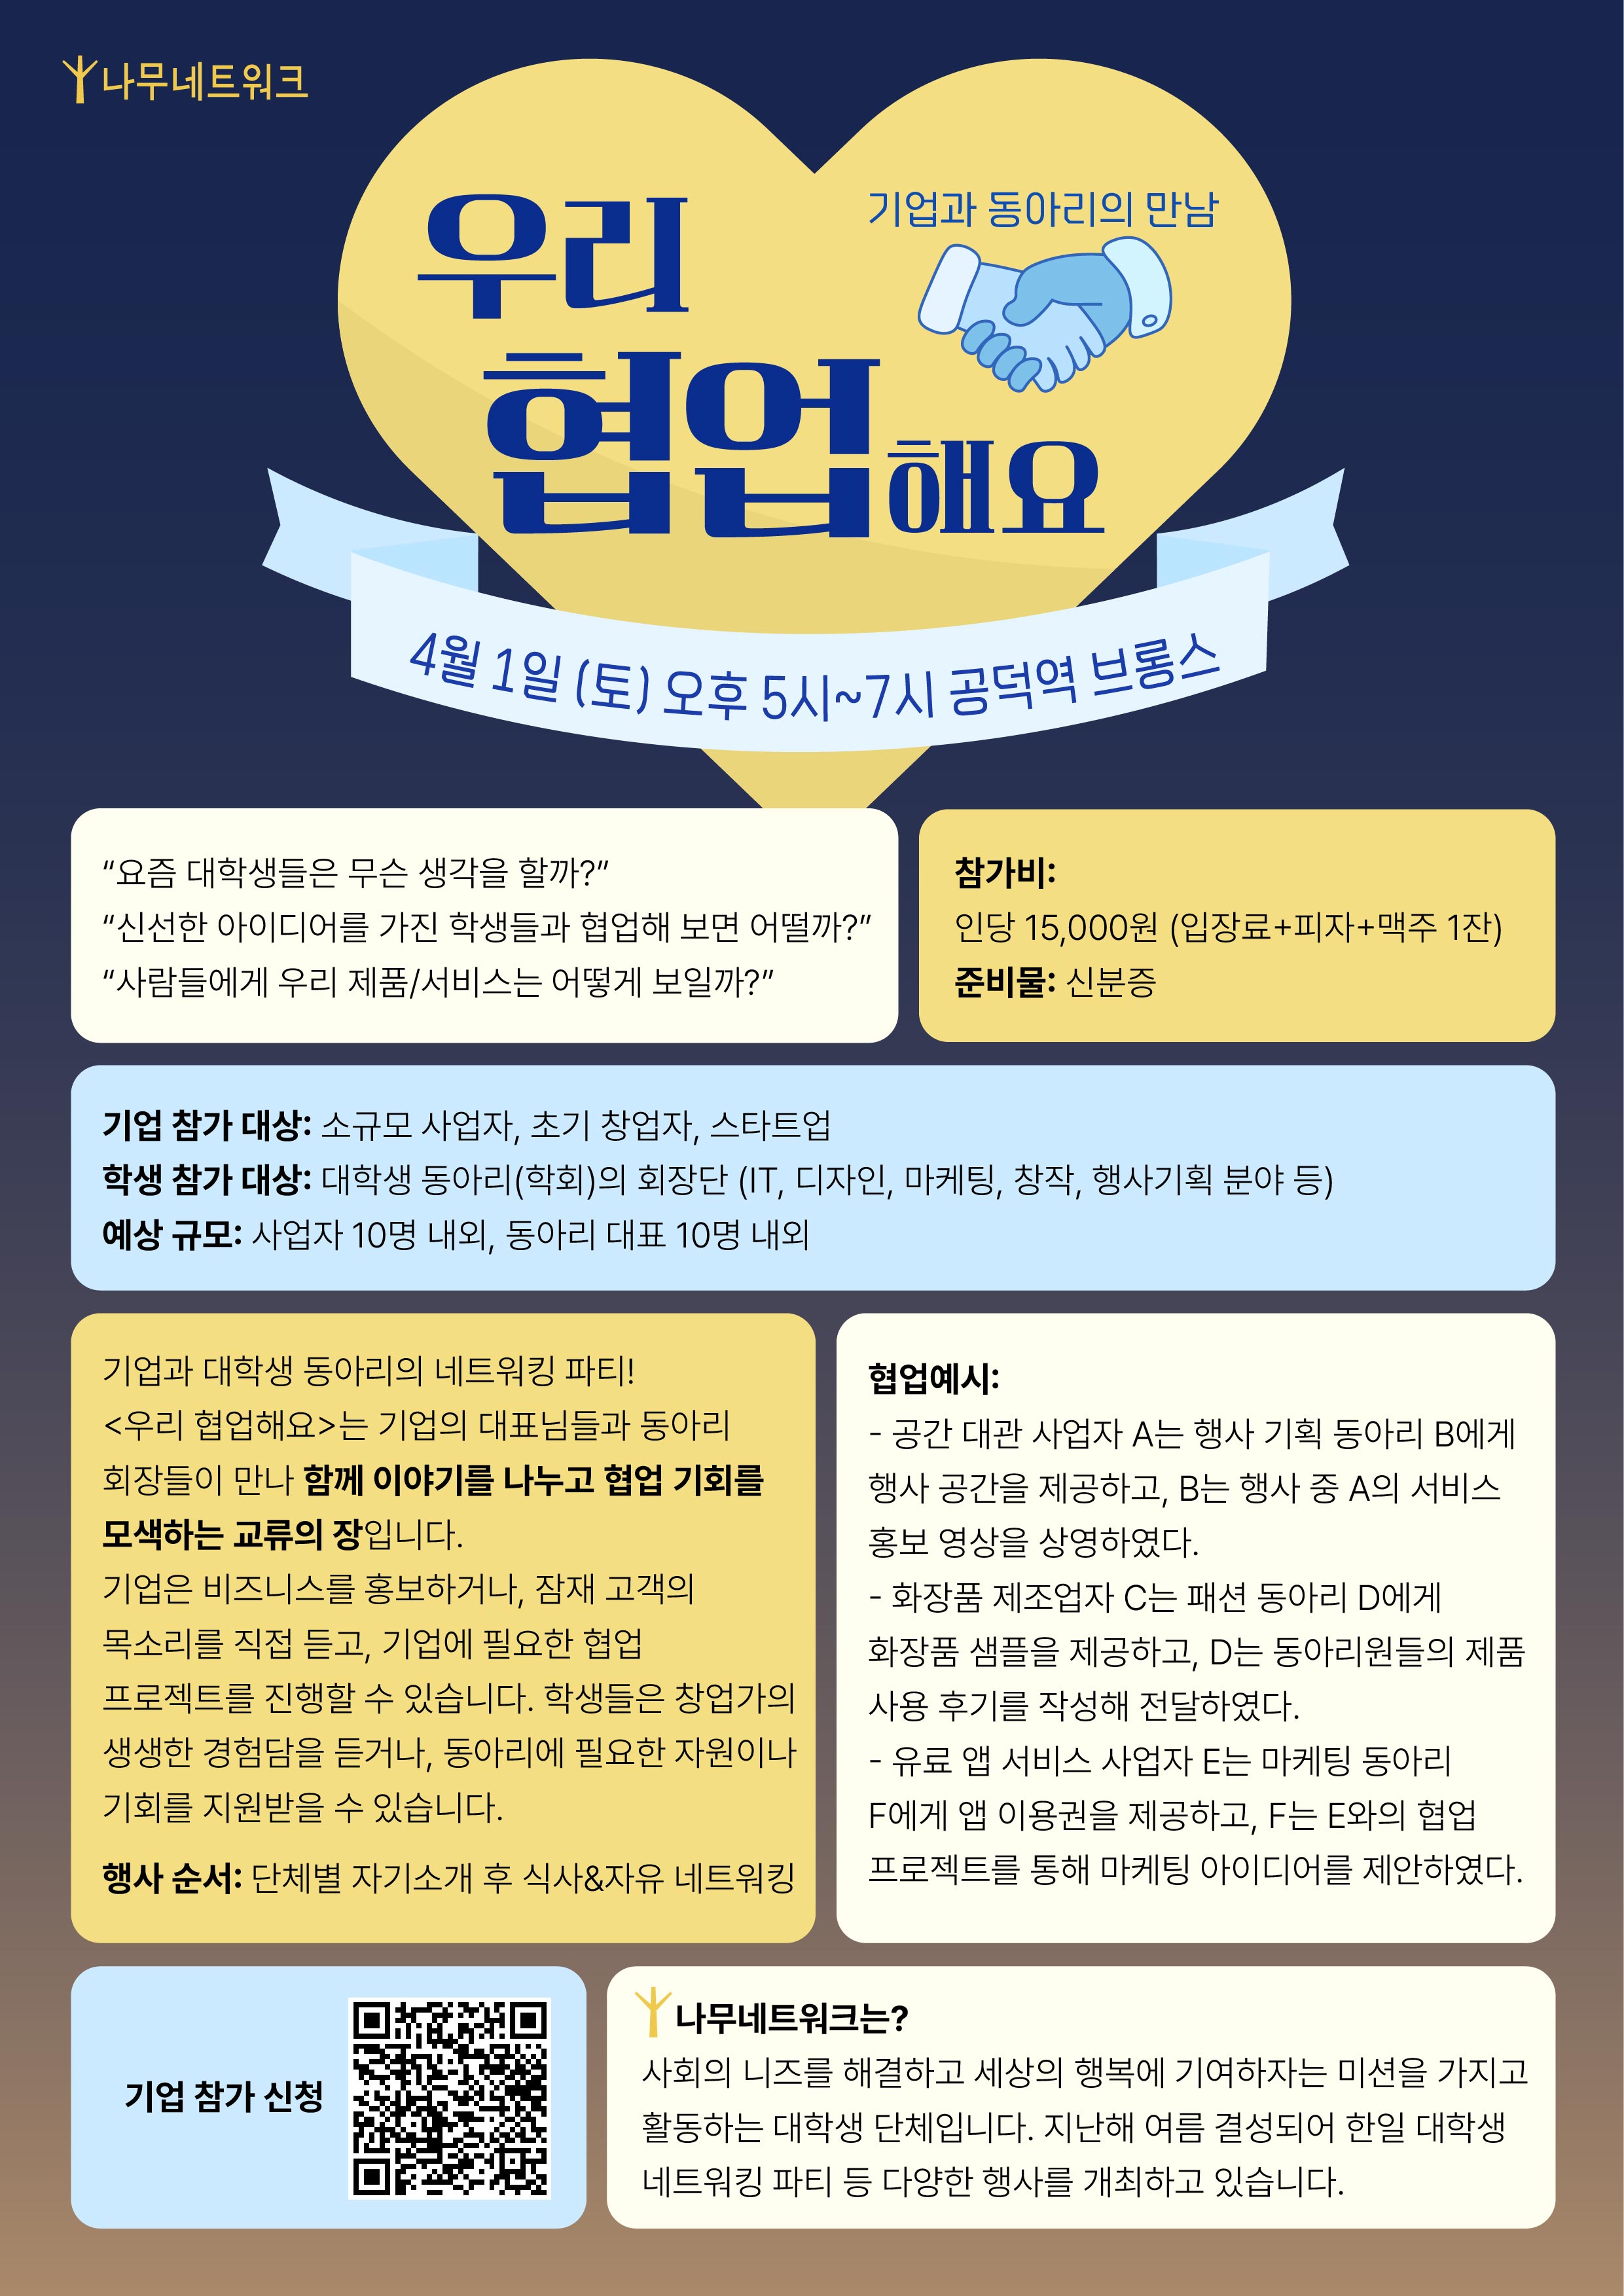 나무네트워크
기업과 동아리의 만남
우리
협업해요
4월 1일 (토) 오후 5시~7시 공덕역 브롱스
“요즘 대학생들은 무슨 생각을 할까?”
“신선한 아이디어를 가진 학생들과 협업해 보면 어떨까?”
“사람들에게 우리 제품/서비스는 어떻게 보일까?”
참가비:
인당 15,000원 (입장료+피자+맥주 1잔)
준비물: 신분증
기업 참가 대상: 소규모 사업자, 초기 창업자, 스타트업
학생 참가 대상: 대학생 동아리(학회)의 회장단 (IT, 디자인, 마케팅, 창작, 행사기획 분야 등)
예상 규모: 사업자 10명 내외, 동아리 대표 10명 내외
기업과 대학생 동아리의 네트워킹 파티!
<우리 협업해요>는 기업의 대표님들과 동아리
회장들이 만나 함께 이야기를 나누고 협업 기회를
모색하는 교류의 장입니다.
기업은 비즈니스를 홍보하거나, 잠재 고객의
목소리를 직접 듣고, 기업에 필요한 협업
프로젝트를 진행할 수 있습니다. 학생들은 창업가의
생생한 경험담을 듣거나, 동아리에 필요한 자원이나
기회를 지원받을 수 있습니다.
행사 순서: 단체별 자기소개 후 식사&자유 네트워킹
협업예시:
- 공간 대관 사업자 A는 행사 기획 동아리 B에게
행사 공간을 제공하고, B는 행사 중 A의 서비스
홍보 영상을 상영하였다.
- 화장품 제조업자 C는 패션 동아리 D에게
화장품 샘플을 제공하고, D는 동아리원들의 제품
사용 후기를 작성해 전달하였다.
- 유료 앱 서비스 사업자 E는 마케팅 동아리
F에게 앱 이용권을 제공하고, F는 E와의 협업
프로젝트를 통해 마케팅 아이디어를 제안하였다.
기업 참가 신청
나무네트워크는?
사회의 니즈를 해결하고 세상의 행복에 기여하자는 미션을 가지고
활동하는 대학생 단체입니다. 지난해 여름 결성되어 한일 대학생
네트워킹 파티 등 다양한 행사를 개최하고 있습니다.